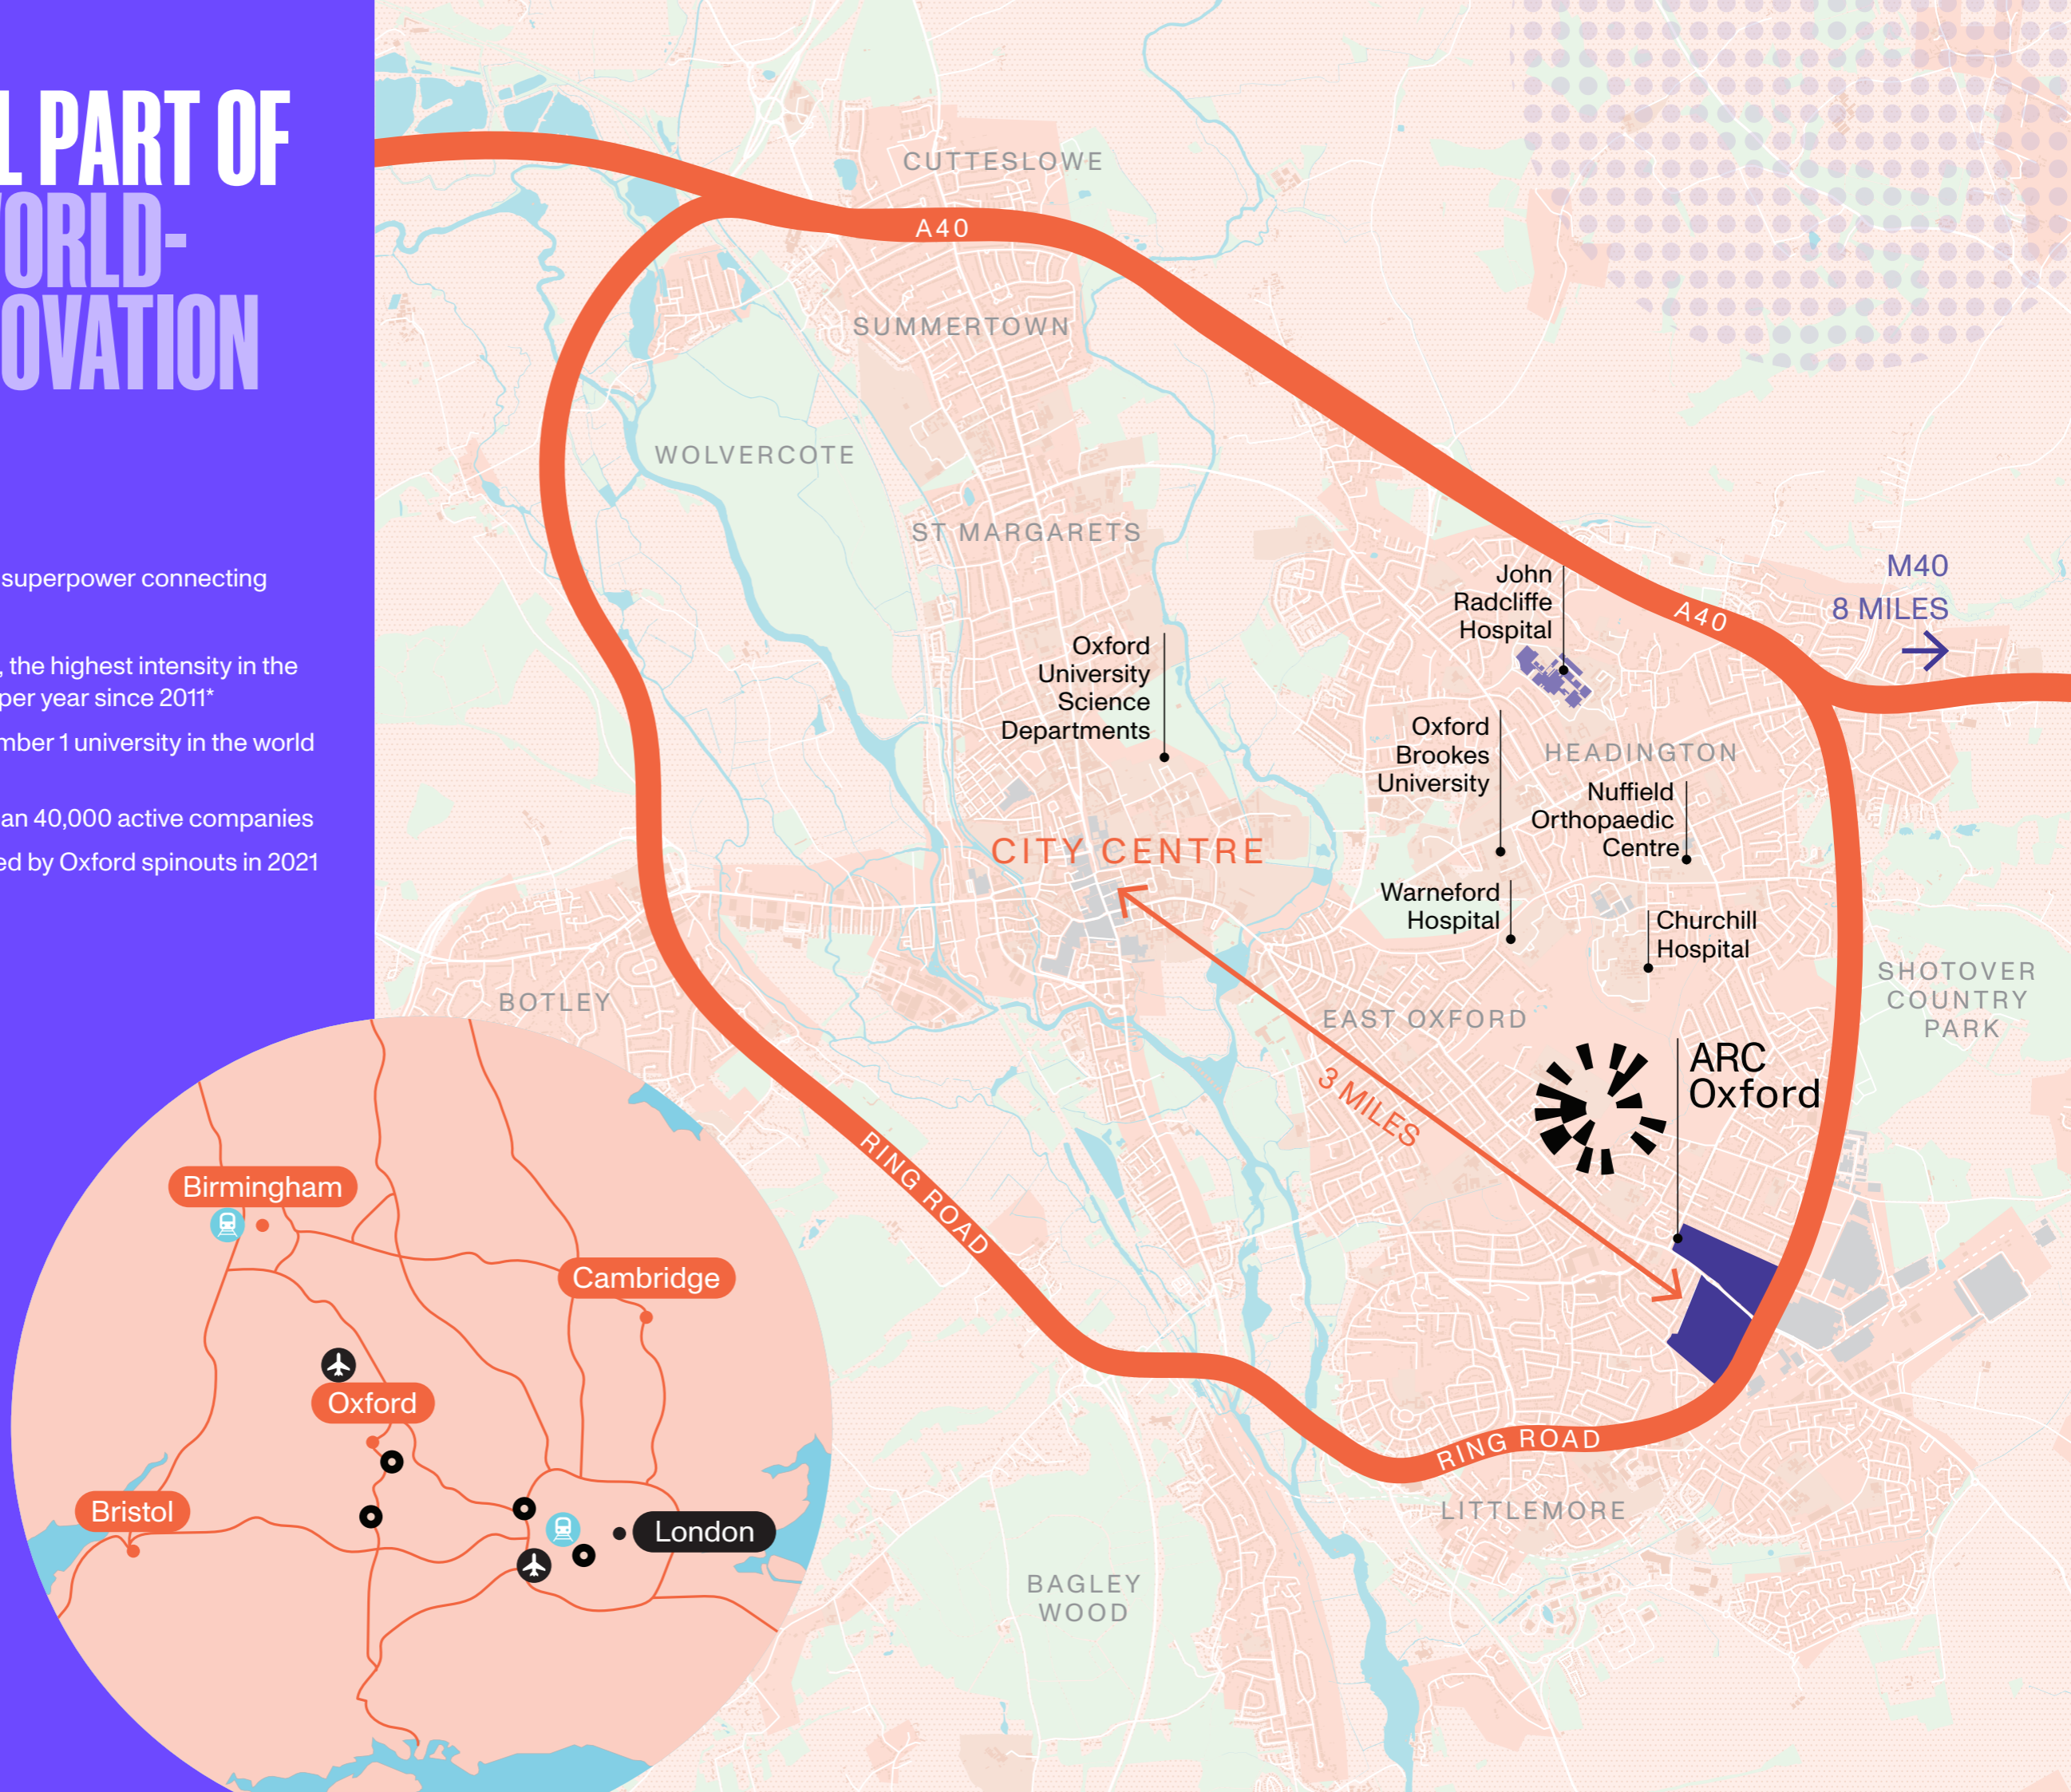 L PART OF
WORLD-
OVATION
superpower connecting
, the highest intensity in the
per year since 2011*
mber 1 university in the world
an 40,000 active companies
ed by Oxford spinouts in 2021
CUTTESLOWE
A40
SUMMERTOWN
WOLVERCOTE
ST MARGARETS
M40
8 MILES
A40
John
Radcliffe
Hospital
Oxford
University
Science
Departments
Oxford
Brookes
University
HEADINGTON
Nuffield
Orthopaedic
Centre
CITY CENTRE
Warneford
Hospital
Churchill
Hospital
SHOTOVER
COUNTRY
PARK
BOTLEY
EAST OXFORD
ARC
Oxford
3 MILES
RING ROAD
RING ROAD
LITTLEMORE
BAGLEY
WOOD
Birmingham
Cambridge
Oxford
Bristol
London